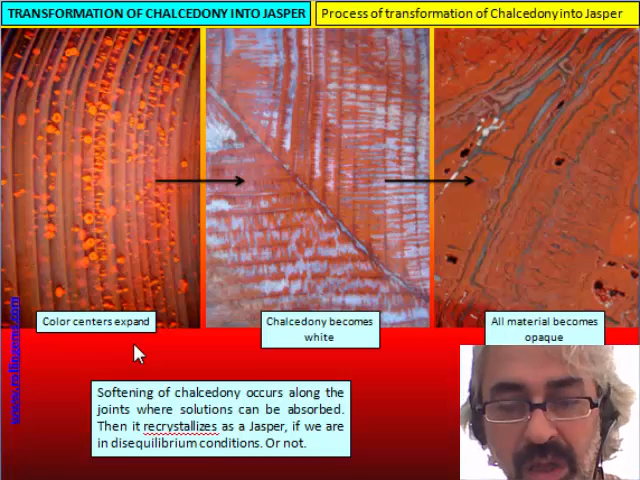 TRANSFORMATION OF CHALCEDONY INTO JASPER
Process of transformation of Chalcedony into Jasper
Color centers expand
Chalcedony becomes
white
All material becomes
opaque
Softening of chalcedony occurs along the
joints where solutions can be absorbed.
Then it recrystallizes as a Jasper, if we are
in disequilibrium conditions. Or not.